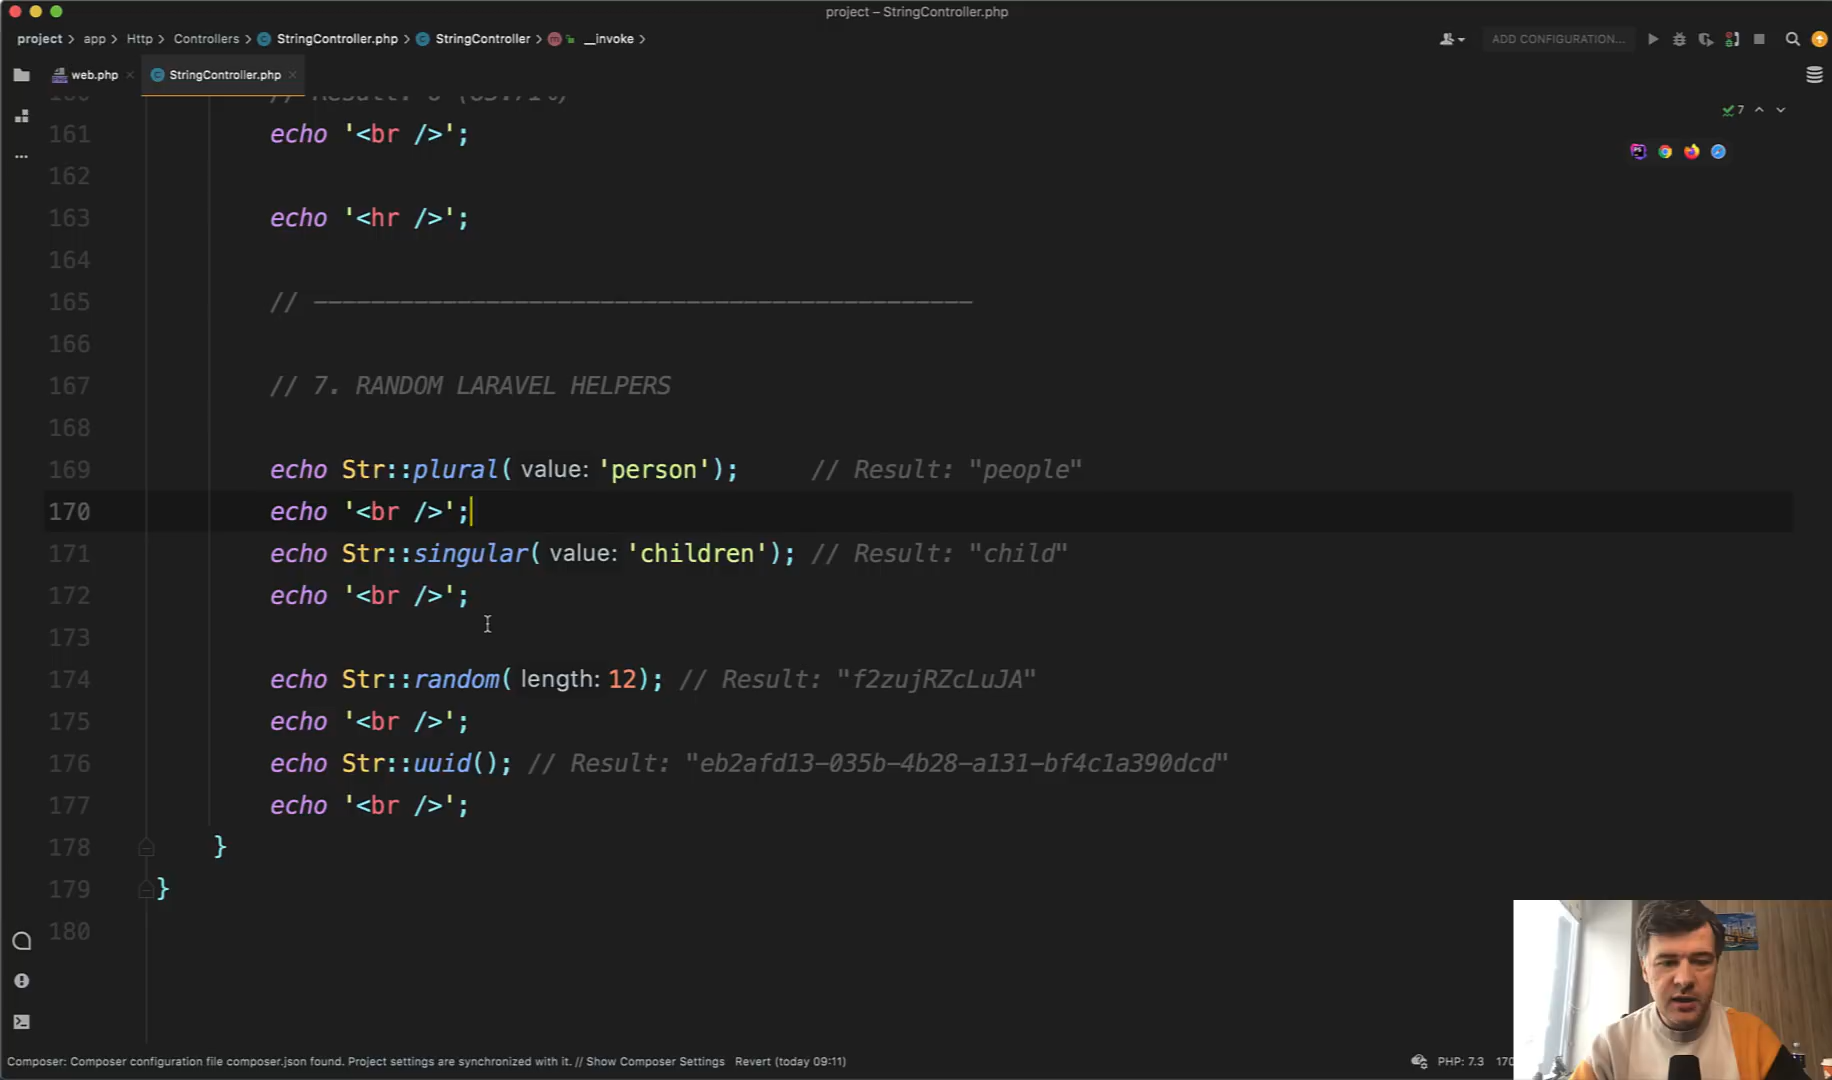 project – StringController.php
project > app > Http > Controllers > StringController.php > StringController > __invoke >
ADD CONFIGURATION...
web.php
StringController.php
7
161 echo '<br />';
162
163 echo '<hr />';
164
165 // ——————————————————————————————————————————————
166
167 // 7. RANDOM LARAVEL HELPERS
168
169 echo Str::plural( value: 'person'); // Result: "people"
170 echo '<br />';
171 echo Str::singular( value: 'children'); // Result: "child"
172 echo '<br />';
173
174 echo Str::random( length: 12); // Result: "f2zujRZcLuJA"
175 echo '<br />';
176 echo Str::uuid(); // Result: "eb2afd13-035b-4b28-a131-bf4c1a390dcd"
177 echo '<br />';
178 }
179 }
180
Composer: Composer configuration file composer.json found. Project settings are synchronized with it. // Show Composer Settings Revert (today 09:11)
PHP: 7.3